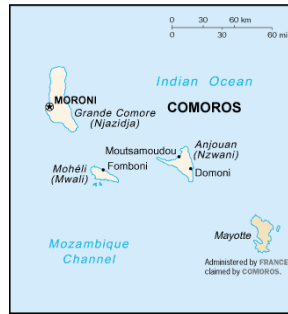 0 30 60 km
0 30 60 mi
Indian Ocean
MORONI
COMOROS
Grande Comore
(Njazidja)
Moutsamoudou
Anjouan
(Nzwani)
Mohéli
(Mwali)
Fomboni
Domoni
Mozambique
Channel
Mayotte
Administered by FRANCE
claimed by COMOROS.